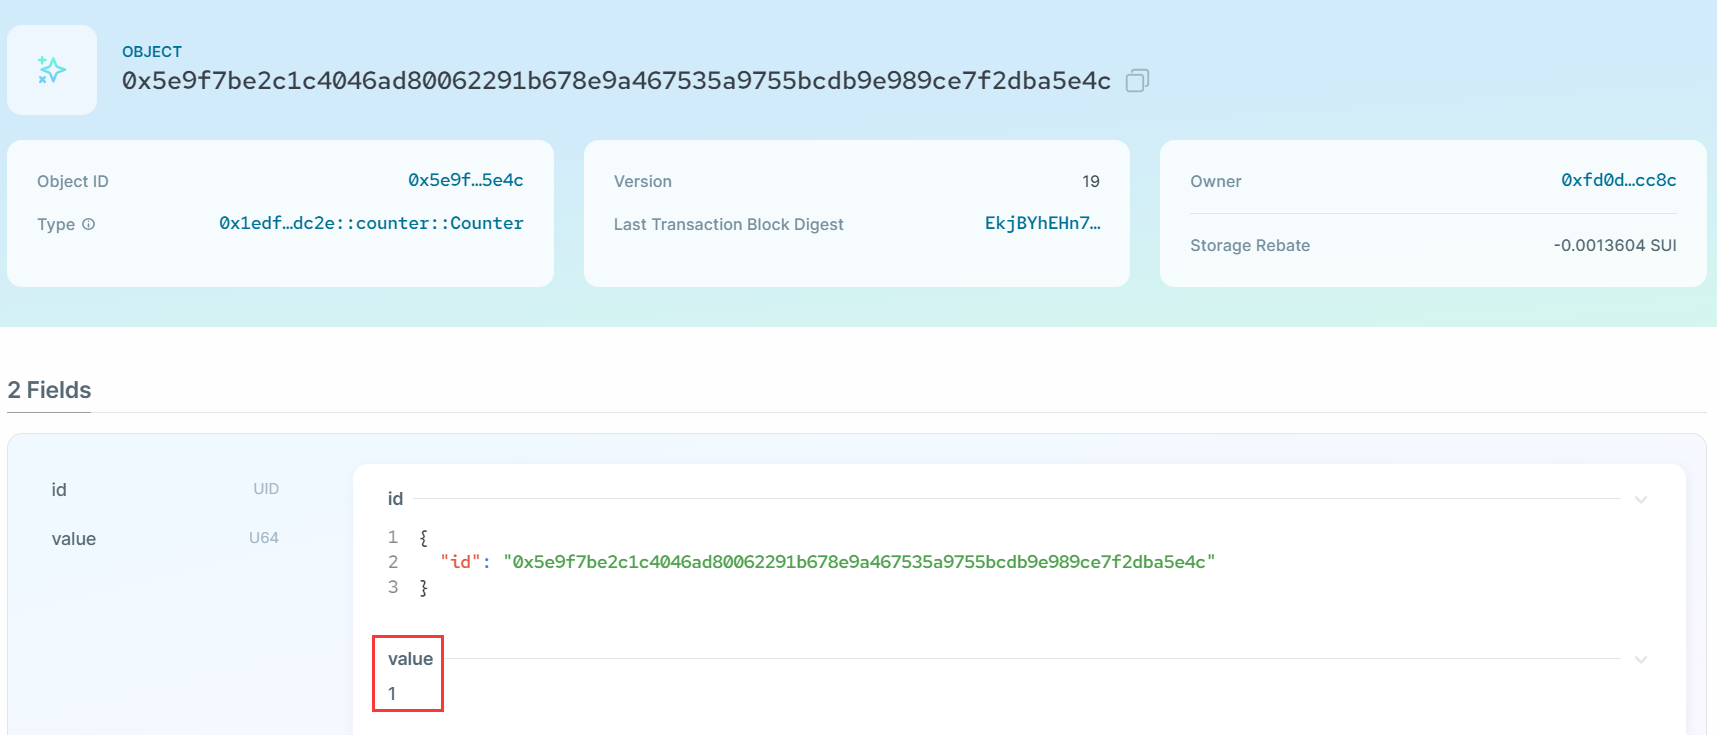 OBJECT
0x5e9f7be2c1c4046ad80062291b678e9a467535a9755bcdb9e989ce7f2dba5e4c
Object ID 0x5e9f…5e4c
Type 0x1edf…dc2e::counter::Counter
Version 19
Last Transaction Block Digest EkjBYhEHn7…
Owner 0xfd0d…cc8c
Storage Rebate -0.0013604 SUI
2 Fields
id UID
value U64
id
1 {
2 "id": "0x5e9f7be2c1c4046ad80062291b678e9a467535a9755bcdb9e989ce7f2dba5e4c"
3 }
value
1